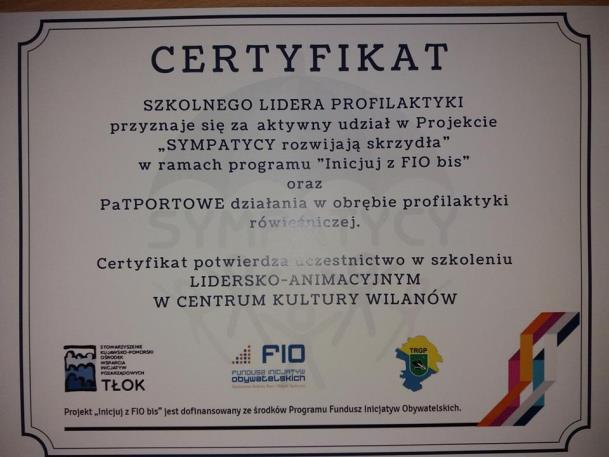 CERTYFIKAT
SZKOLNEGO LIDERA PROFILAKTYKI
przyznaje się za aktywny udział w Projekcie
„SYMPATYCY rozwijają skrzydła”
w ramach programu ”Inicjuj z FIO bis”
oraz
PaTPORTOWE działania w obrębie profilaktyki
rówieśniczej.
SYMPATYCY
Certyfikat potwierdza uczestnictwo w szkoleniu
LIDERSKO-ANIMACYJNYM
W CENTRUM KULTURY WILANÓW
STOWARZYSZENIE
KUJAWSKO-POMORSKI
OŚRODEK
WSPARCIA
INICJATYW
POZARZĄDOWYCH
TŁOK
FIO
FUNDUSZ INICJATYW
obywatelskich
TRGP
Projekt „Inicjuj z FIO bis” jest dofinansowany ze środków Programu Fundusz Inicjatyw Obywatelskich.